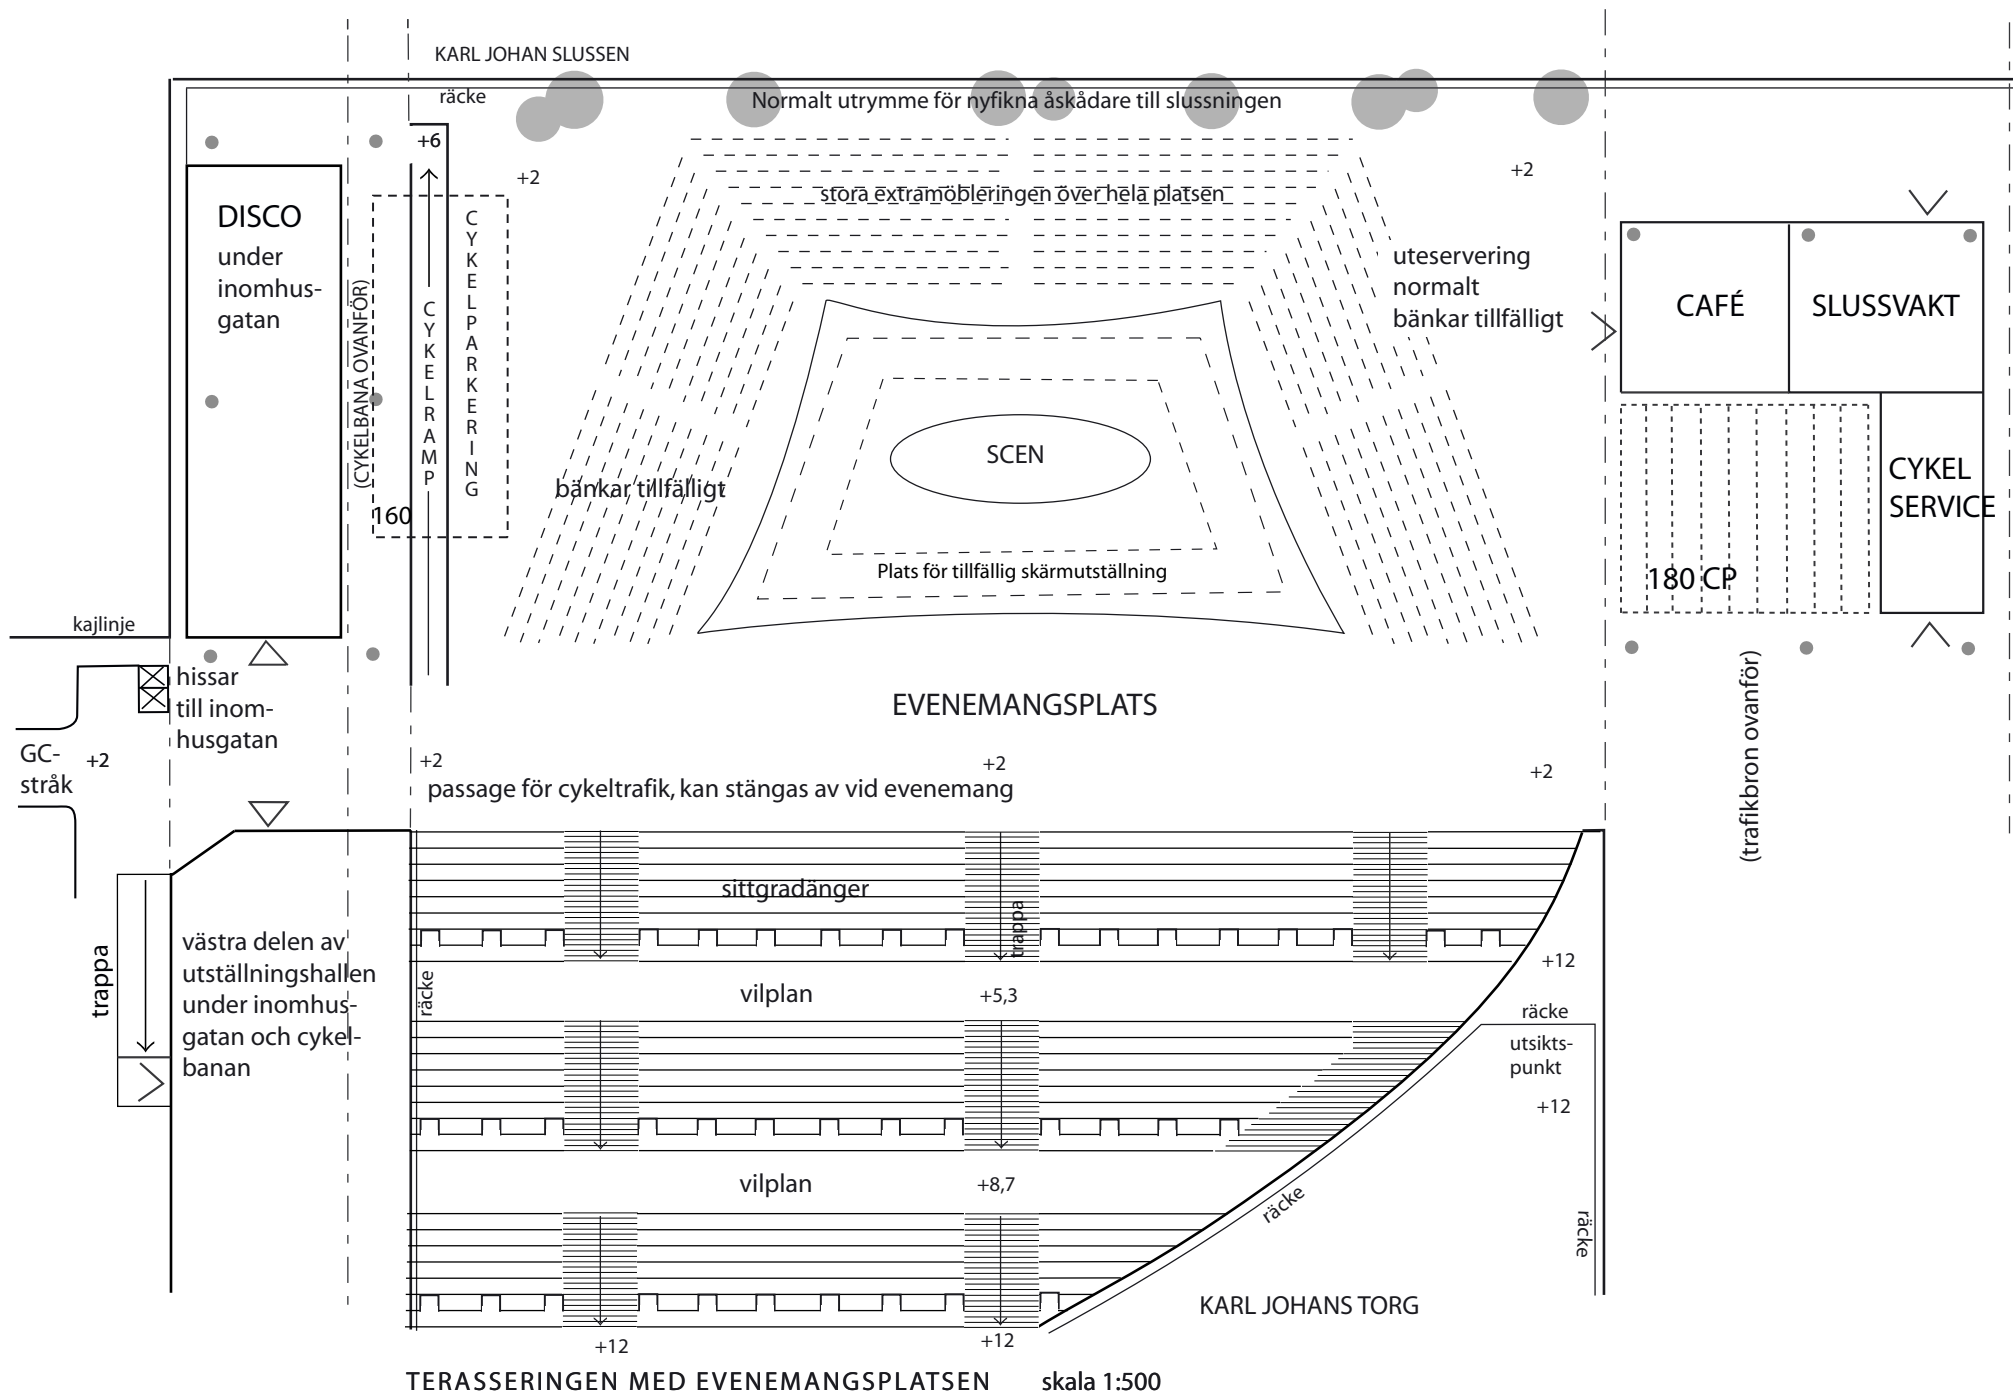 KARL JOHAN SLUSSEN
räcke
Normalt utrymme för nyfikna åskådare till slussningen
+6
+2
+2
stora extramöbleringen över hela platsen
DISCO
under
inomhus-
gatan
(CYKELBANA OVANFÖR)
CYKELRAMP
CYKELPARKERING
160
bänkar tillfälligt
uteservering
normalt
bänkar tillfälligt
CAFÉ
SLUSSVAKT
SCEN
Plats för tillfällig skärmutställning
CYKEL
SERVICE
180 CP
kajlinje
hissar
till inom-
husgatan
GC-
stråk
+2
EVENEMANGSPLATS
(trafikbron ovanför)
+2
+2
+2
passage för cykeltrafik, kan stängas av vid evenemang
sittgradänger
trappa
trappa
västra delen av
utställningshallen
under inomhus-
gatan och cykel-
banan
räcke
vilplan
+5,3
+12
räcke
utsikts-
punkt
+12
vilplan
+8,7
räcke
räcke
KARL JOHANS TORG
+12
+12
TERASSERINGEN MED EVENEMANGSPLATSEN skala 1:500